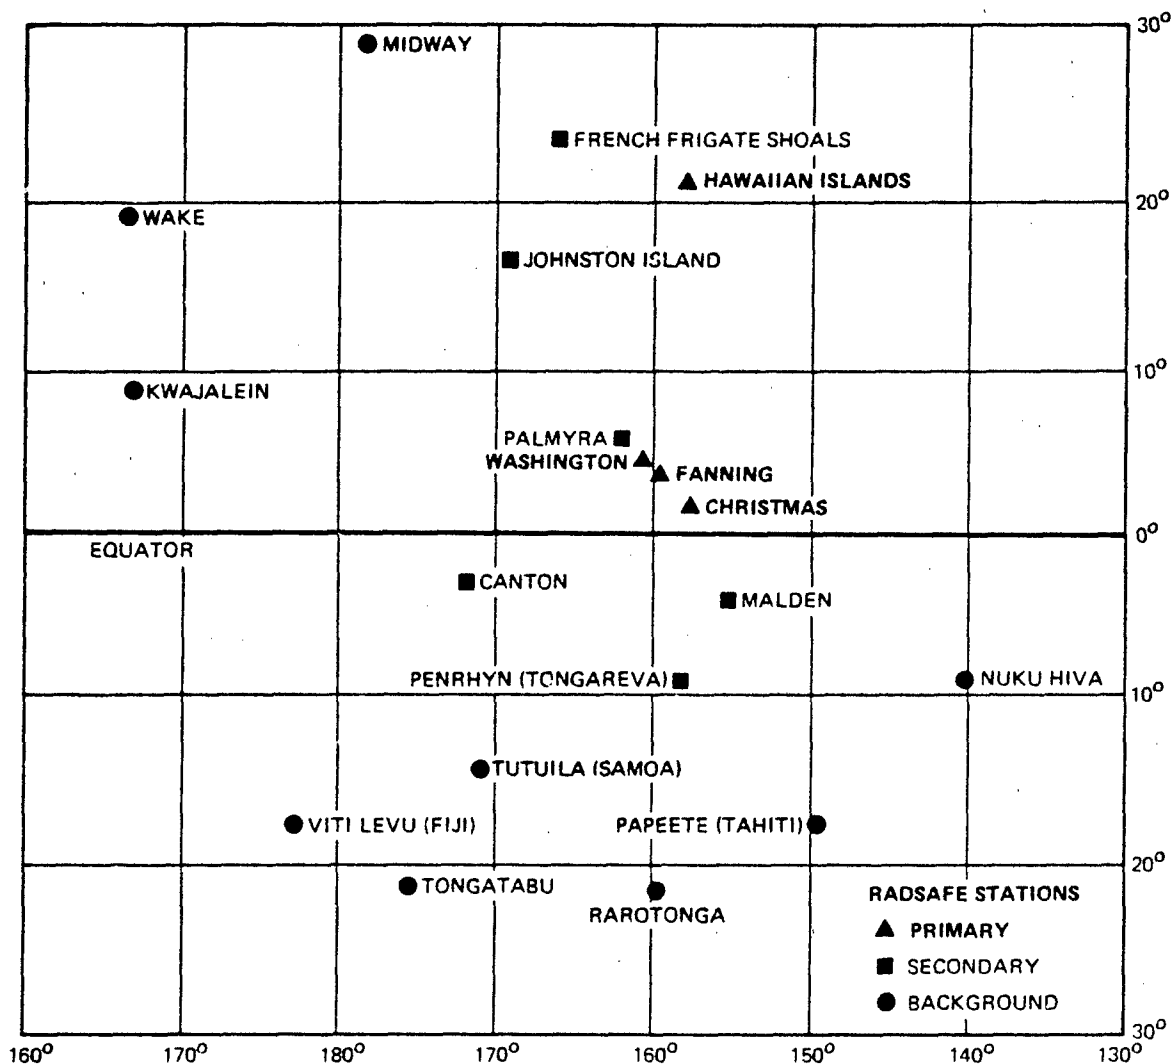 30°
MIDWAY
FRENCH FRIGATE SHOALS
HAWAIIAN ISLANDS
20°
WAKE
JOHNSTON ISLAND
10°
KWAJALEIN
PALMYRA
WASHINGTON
FANNING
CHRISTMAS
0°
EQUATOR
CANTON
MALDEN
PENRHYN (TONGAREVA)
NUKU HIVA
10°
TUTUILA (SAMOA)
VITI LEVU (FIJI)
PAPEETE (TAHITI)
20°
TONGATABU
RAROTONGA
RADSAFE STATIONS
PRIMARY
SECONDARY
BACKGROUND
30°
160° 170° 180° 170° 160° 150° 140° 130°